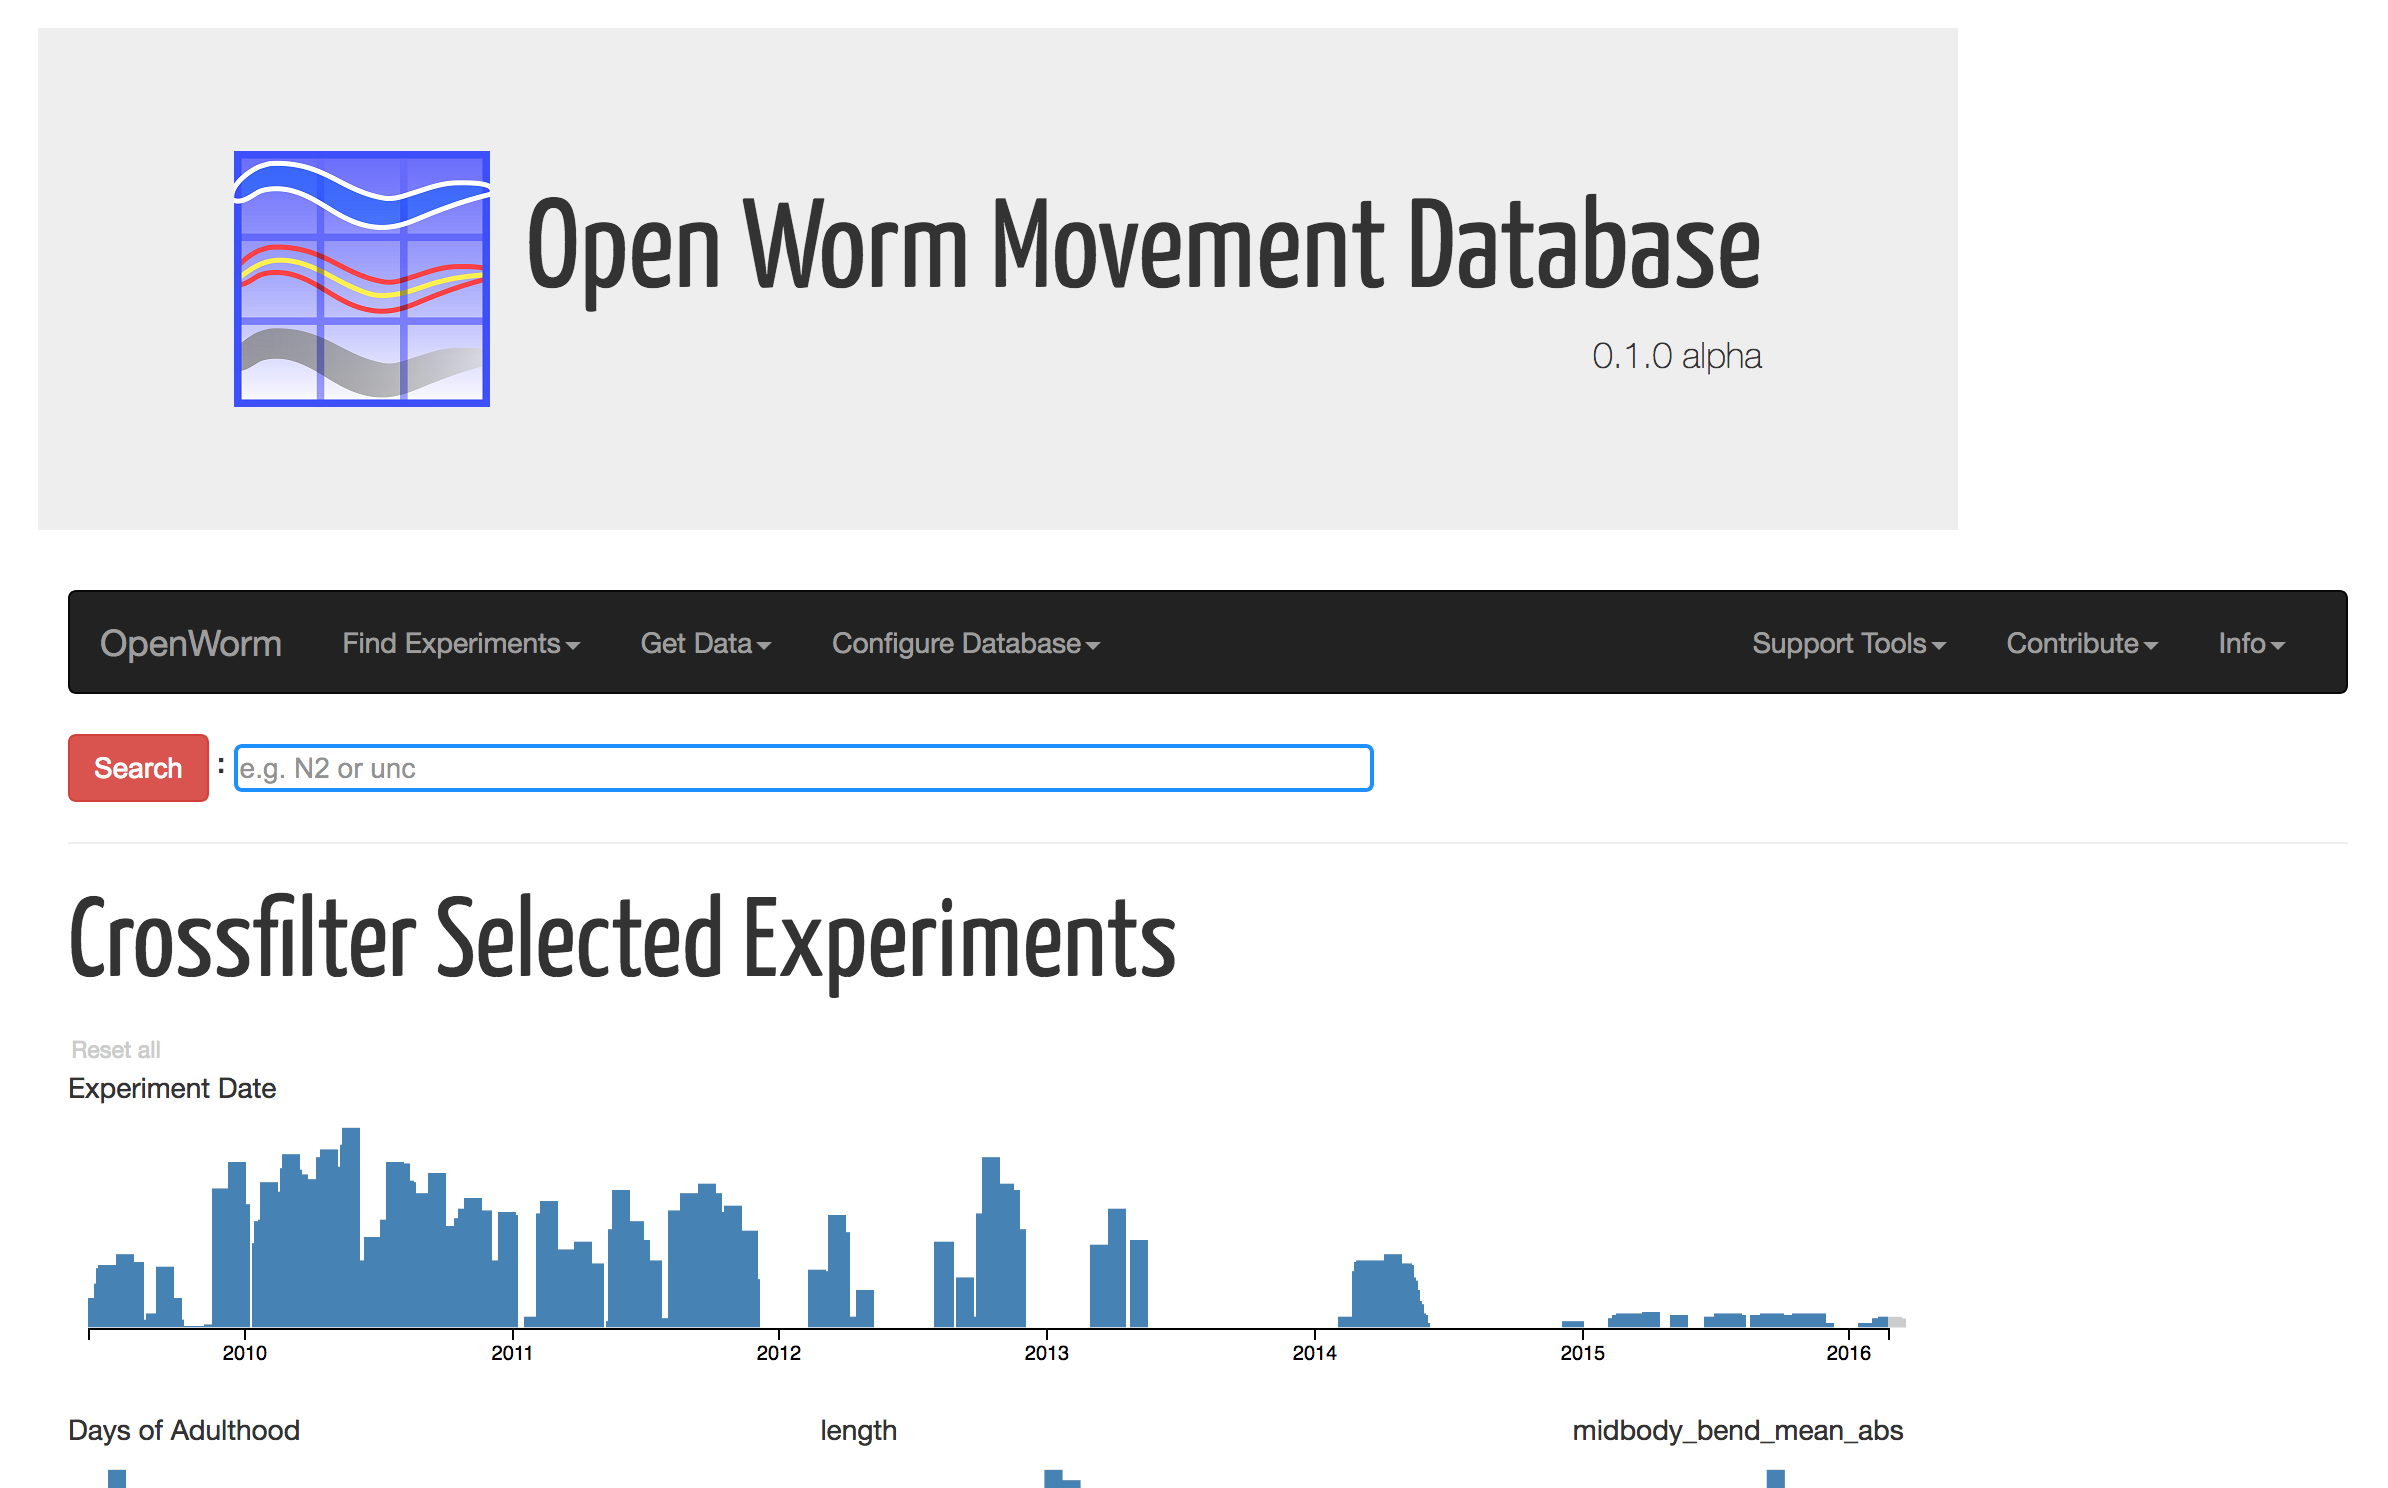 Open Worm Movement Database
0.1.0 alpha
OpenWorm Find Experiments Get Data Configure Database Support Tools Contribute Info
Search : e.g. N2 or unc
Crossfilter Selected Experiments
Reset all
Experiment Date
2010 2011 2012 2013 2014 2015 2016
Days of Adulthood length midbody_bend_mean_abs